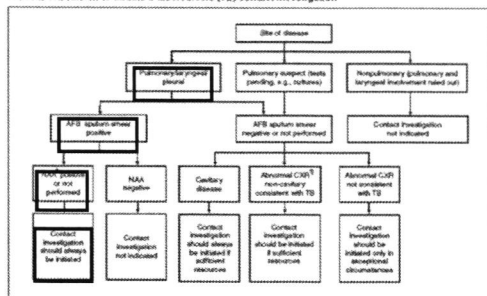 Site of disease
Pulmonary/laryngeal/
pleural
Pulmonary suspect (tests
pending, e.g., cultures)
Nonpulmonary (pulmonary and
laryngeal involvement ruled out)
AFB sputum smear
positive
AFB sputum smear
negative or not performed
Contact investigation
not indicated
NAA positive
or not
performed
NAA
negative
Cavitary
disease
Abnormal CXR
non-cavitary
consistent with TB
Abnormal CXR
not consistent
with TB
Contact
investigation
should always
be initiated
Contact
investigation
not indicated
Contact
investigation
should always
be initiated if
sufficient
resources
Contact
investigation
should be
initiated if
sufficient
resources
Contact
investigation
should be
initiated only in
exceptional
circumstances